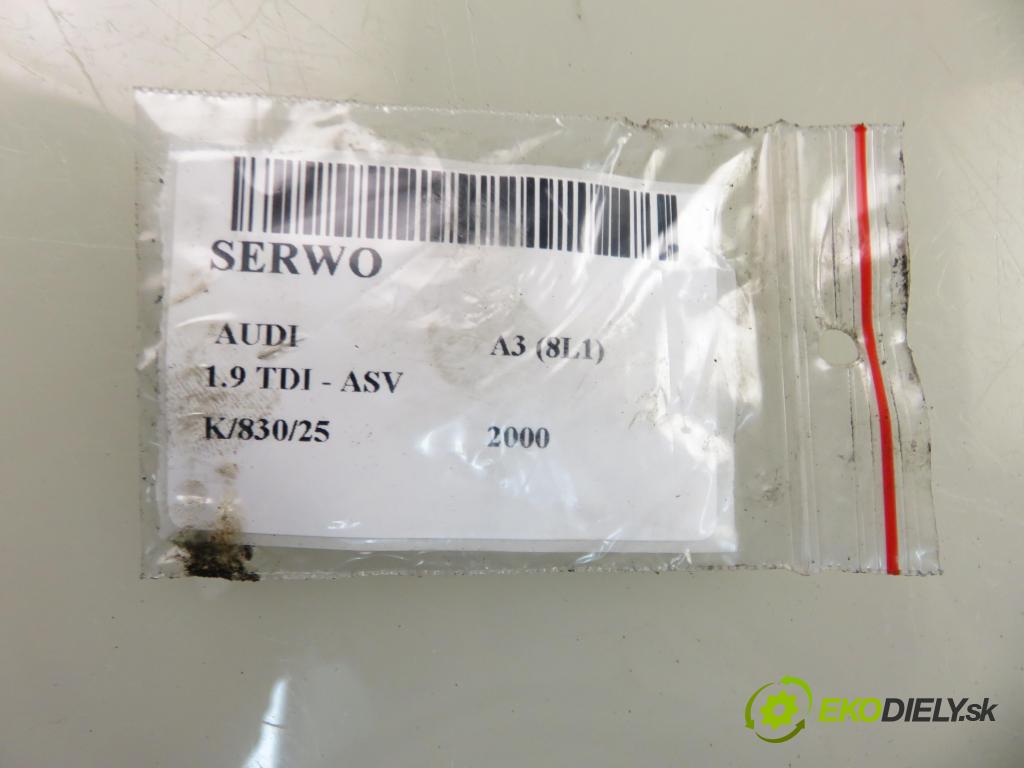 SERWO
AUDI A3 (8L1)
1.9 TDI - ASV
K/830/25 2000
EKODIELY.sk